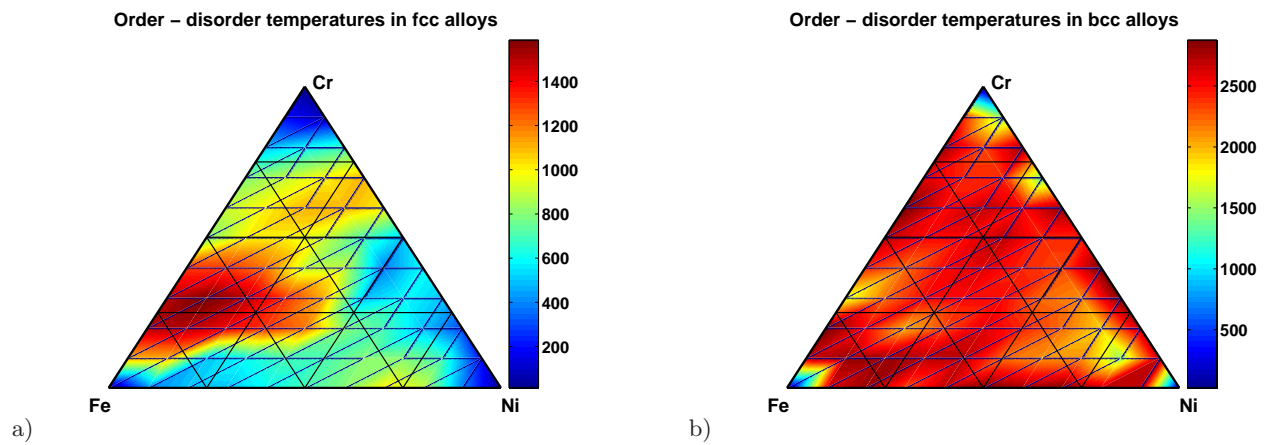 Order – disorder temperatures in fcc alloys
Cr
1400
1200
1000
800
600
400
200
Fe
Ni
a)
Order – disorder temperatures in bcc alloys
Cr
2500
2000
1500
1000
500
Fe
Ni
b)